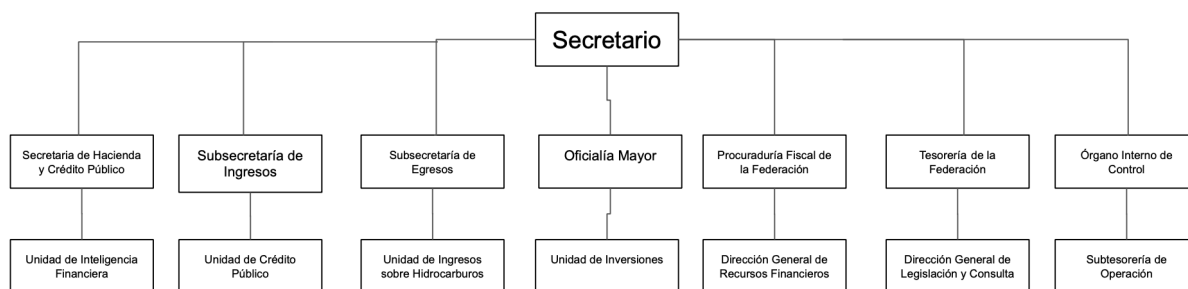 Secretario
Secretaria de Hacienda
y Crédito Público
Subsecretaría de
Ingresos
Subsecretaría de
Egresos
Oficialía Mayor
Procuraduría Fiscal de
la Federación
Tesorería de la
Federación
Órgano Interno de
Control
Unidad de Inteligencia
Financiera
Unidad de Crédito
Público
Unidad de Ingresos
sobre Hidrocarburos
Unidad de Inversiones
Dirección General de
Recursos Financieros
Dirección General de
Legislación y Consulta
Subtesorería de
Operación